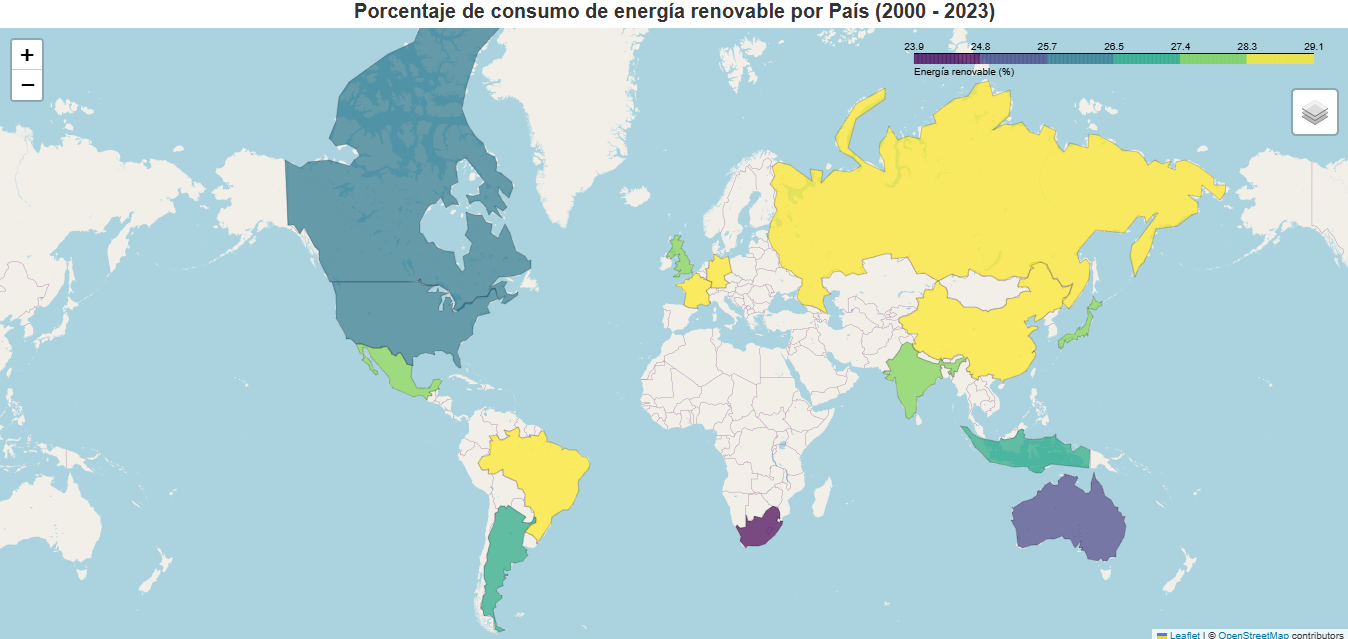 Porcentaje de consumo de energía renovable por País (2000 - 2023)
+
−
23.9 24.8 25.7 26.5 27.4 28.3 29.1
Energía renovable (%)
Leaflet | © OpenStreetMap contributors